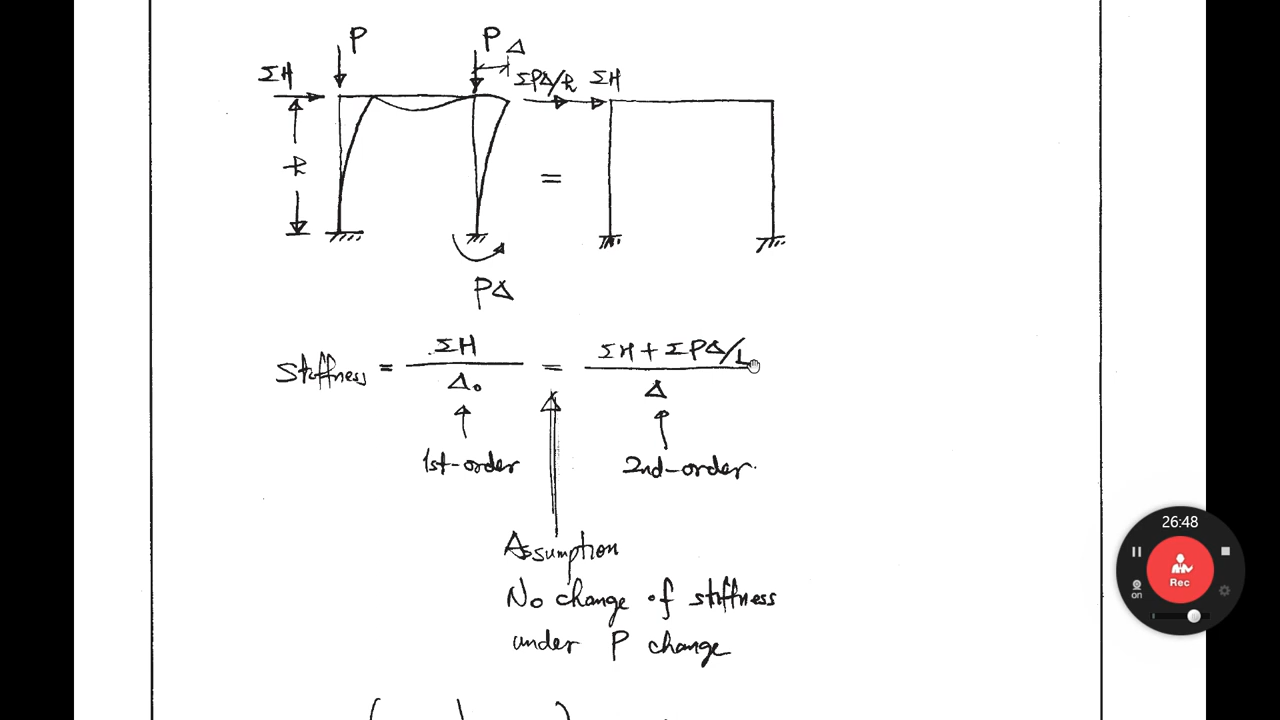 P
P Δ
ΣH
ΣPΔ/h ΣH
h
=
PΔ
Stiffness = ΣH / Δ₀ = ΣH + ΣPΔ/L / Δ
1st-order
2nd-order
Assumption
No change of stiffness
under P change
26:48
Rec
on